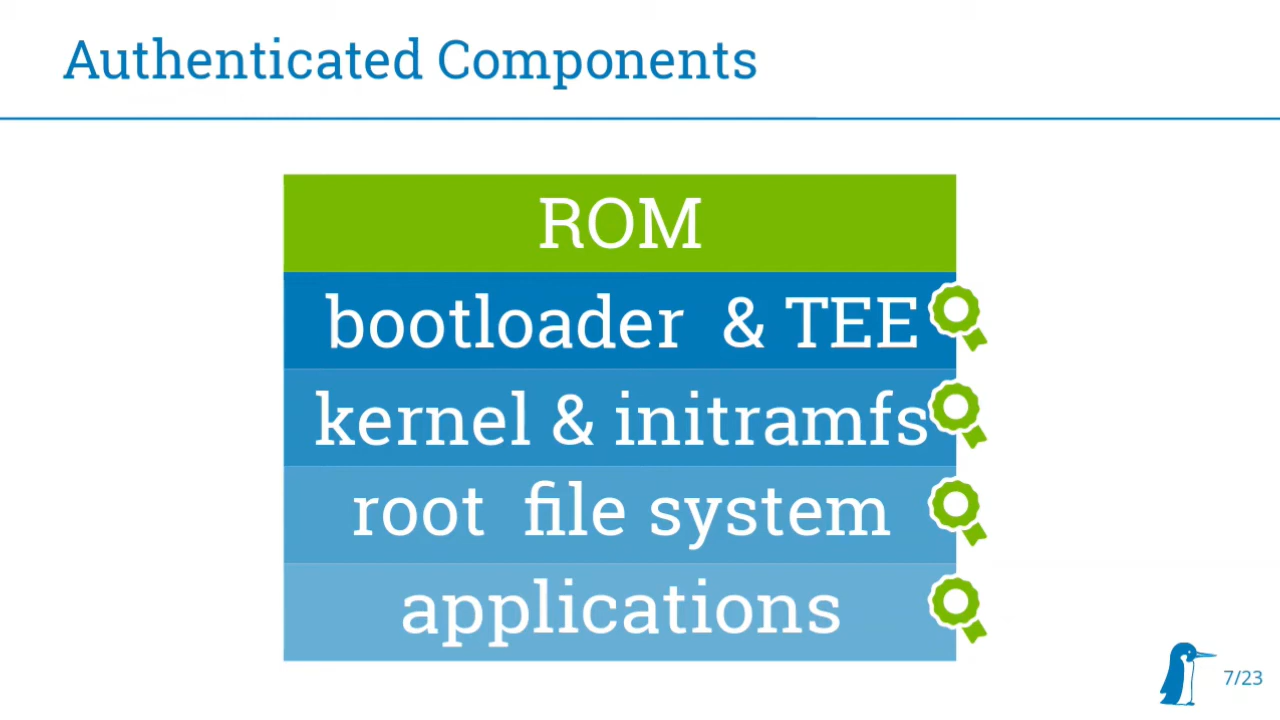 Authenticated Components
ROM
bootloader & TEE
kernel & initramfs
root file system
applications
7/23